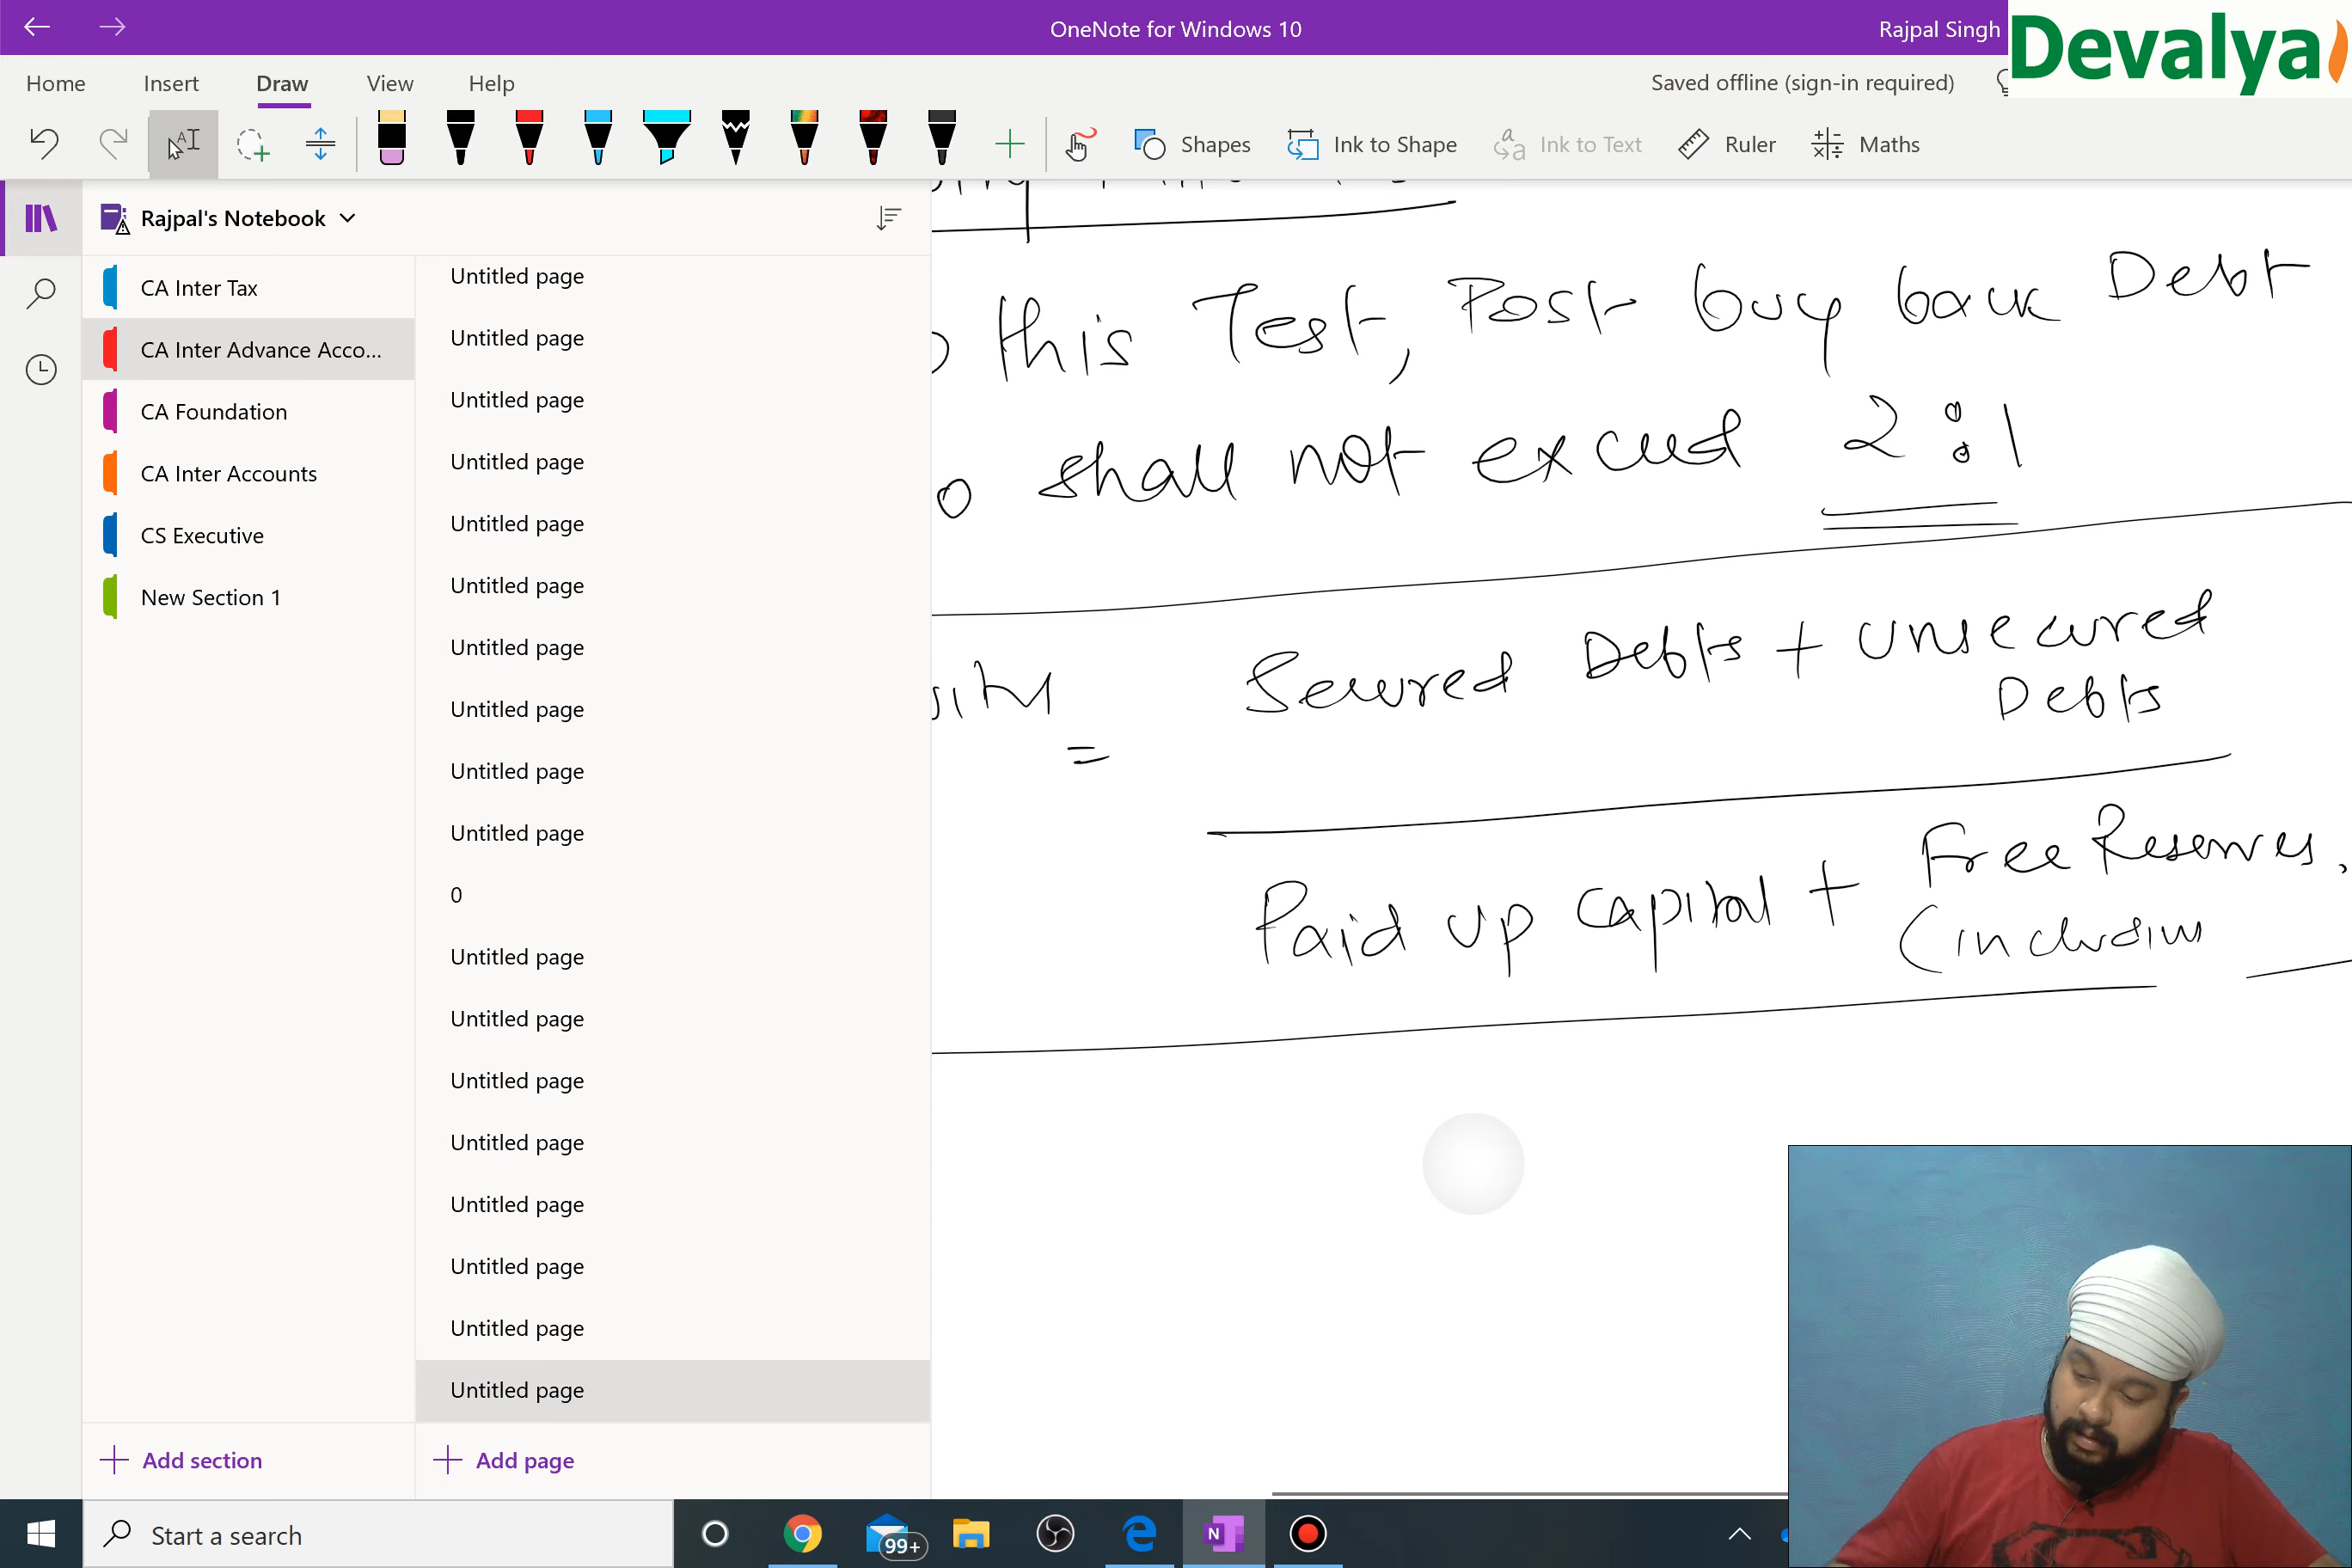 OneNote for Windows 10
Rajpal Singh
Devalya
Home Insert Draw View Help
Saved offline (sign-in required)
Shapes Ink to Shape Ink to Text Ruler Maths
Rajpal's Notebook
CA Inter Tax
CA Inter Advance Acco...
CA Foundation
CA Inter Accounts
CS Executive
New Section 1
Untitled page
Untitled page
Untitled page
Untitled page
Untitled page
Untitled page
Untitled page
Untitled page
Untitled page
Untitled page
0
Untitled page
Untitled page
Untitled page
Untitled page
Untitled page
Untitled page
Untitled page
Untitled page
Add section
Add page
this Test, Post buy back Debt
o shall not exceed 2:1
= Secured Debts + unsecured
Debts
Paid up capital + Free Reserves.
(including
Start a search
99+